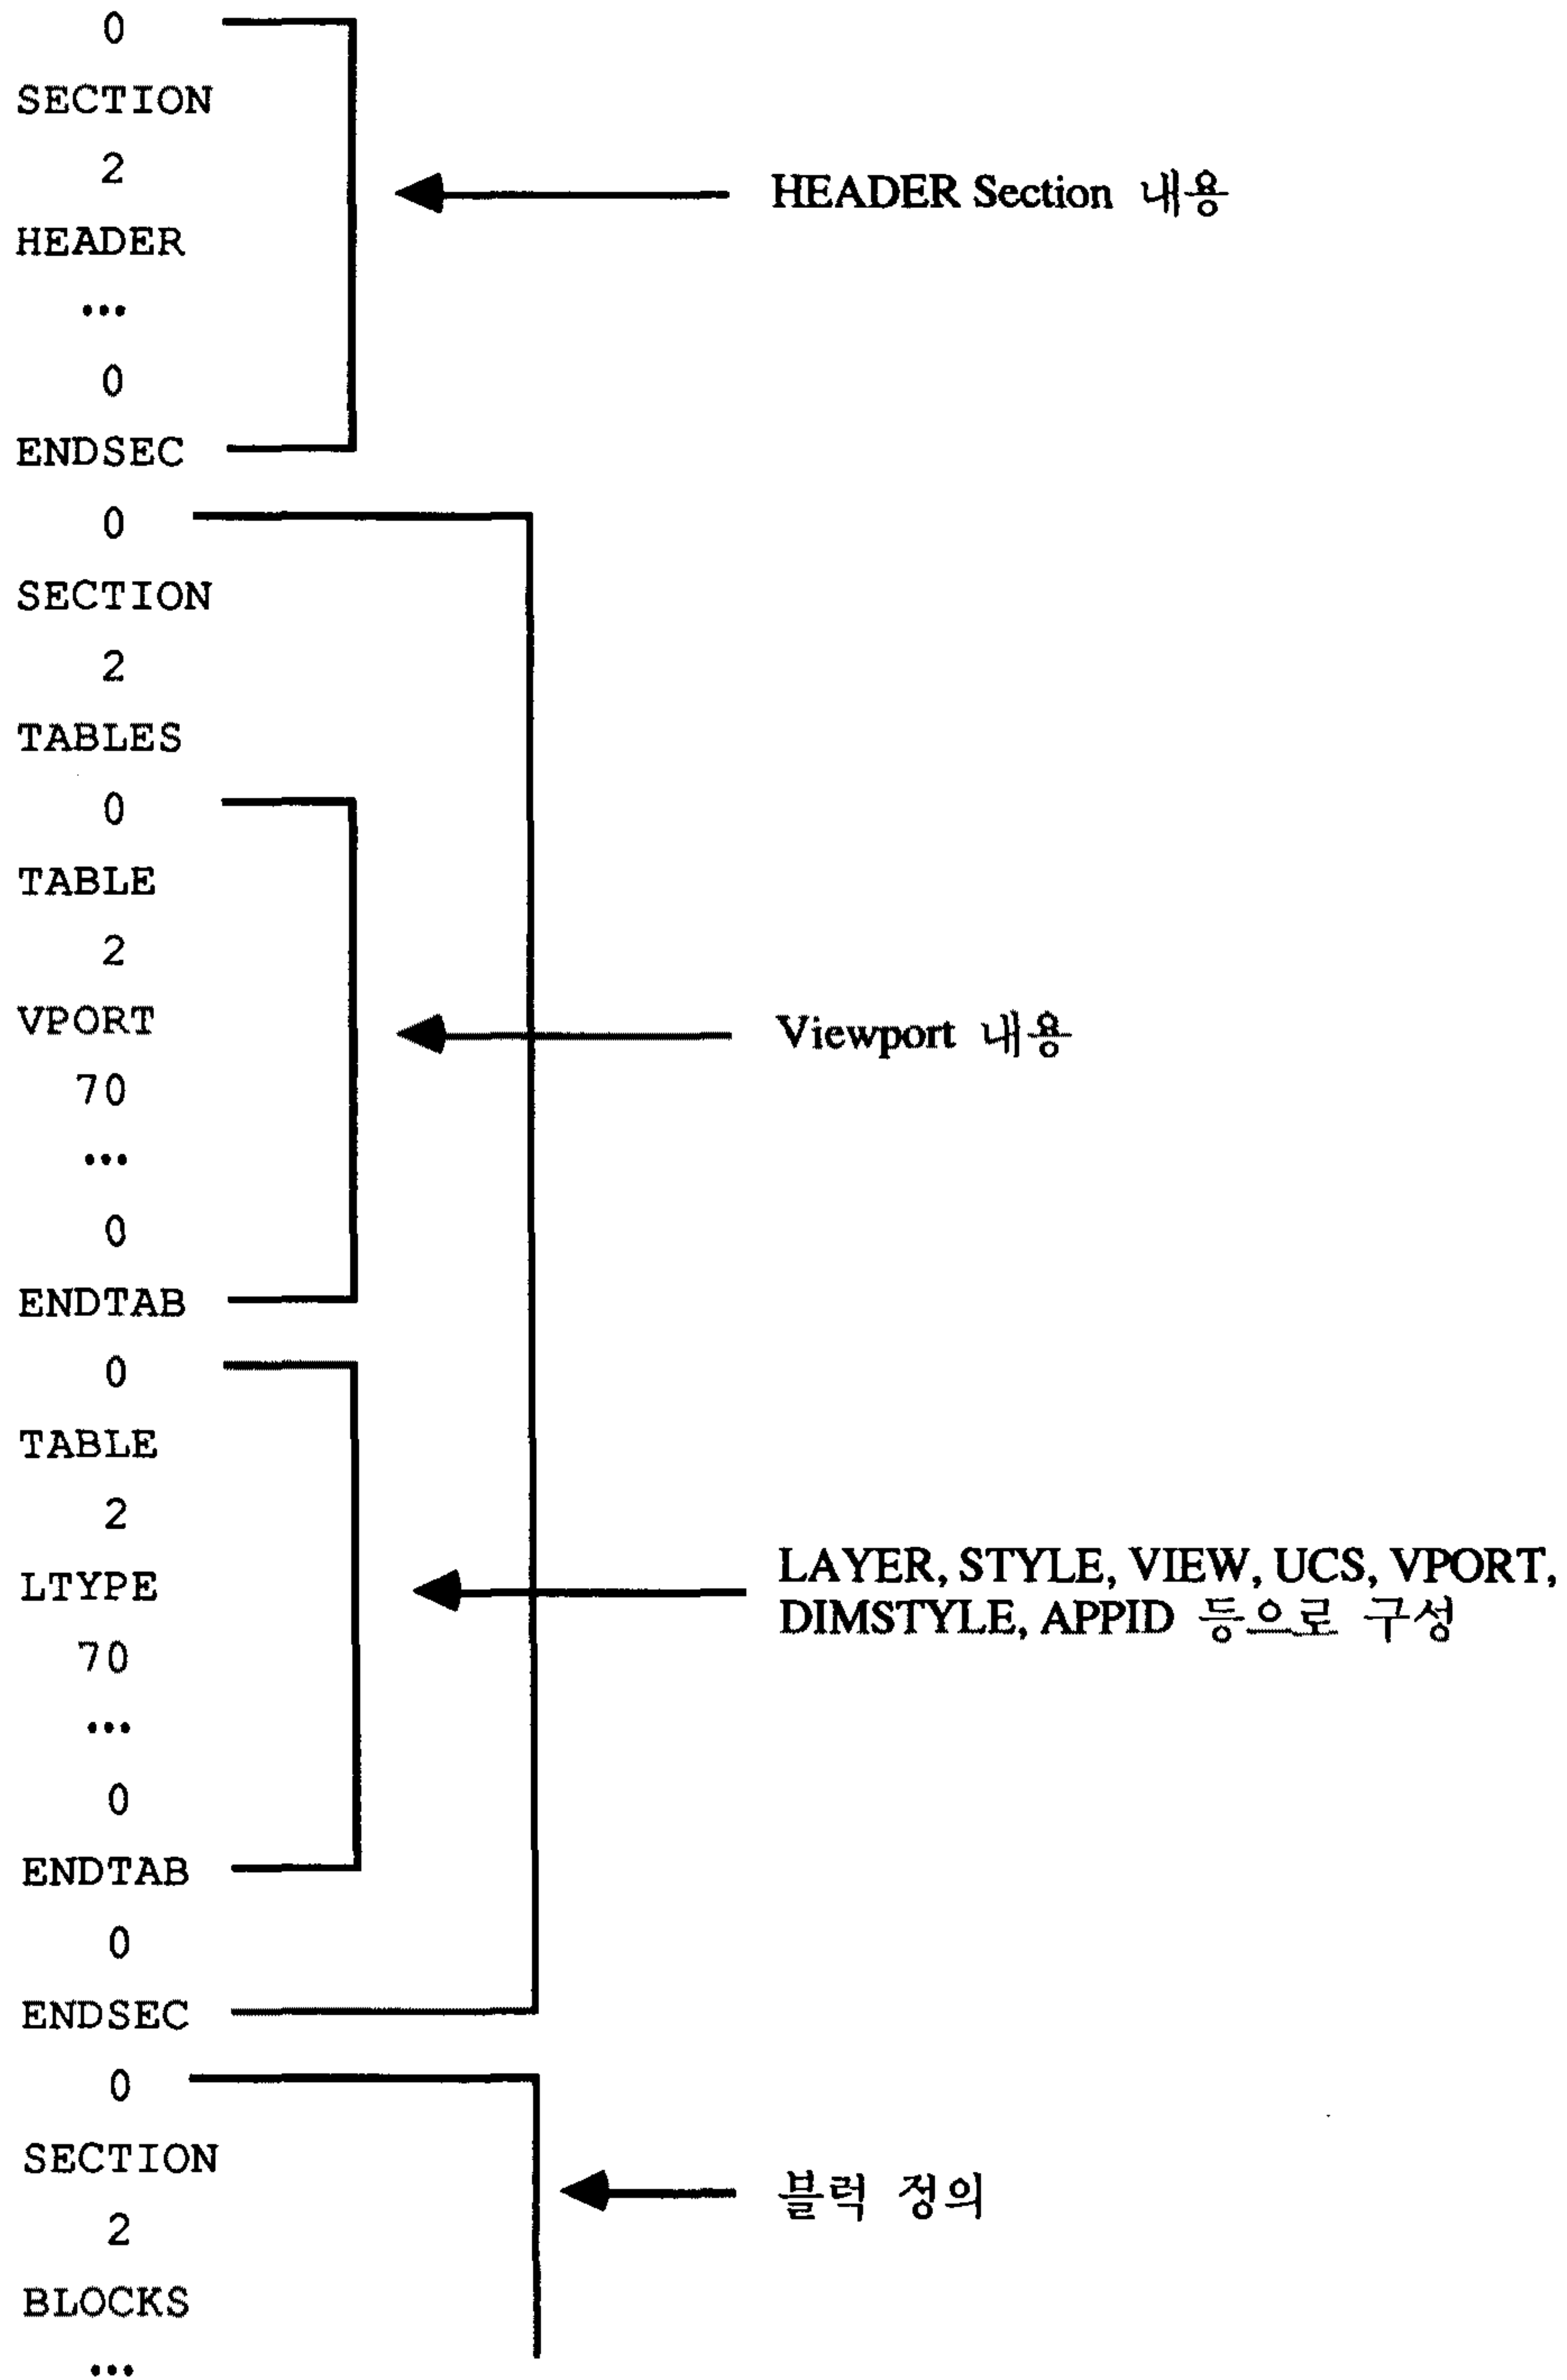 0
SECTION
2
HEADER
...
0
ENDSEC
HEADER Section 내용
0
SECTION
2
TABLES
0
TABLE
2
VPORT
70
...
0
ENDTAB
Viewport 내용
0
TABLE
2
LTYPE
70
...
0
ENDTAB
LAYER, STYLE, VIEW, UCS, VPORT,
DIMSTYLE, APPID 등으로 구성
0
ENDSEC
0
SECTION
2
BLOCKS
...
블럭 정의